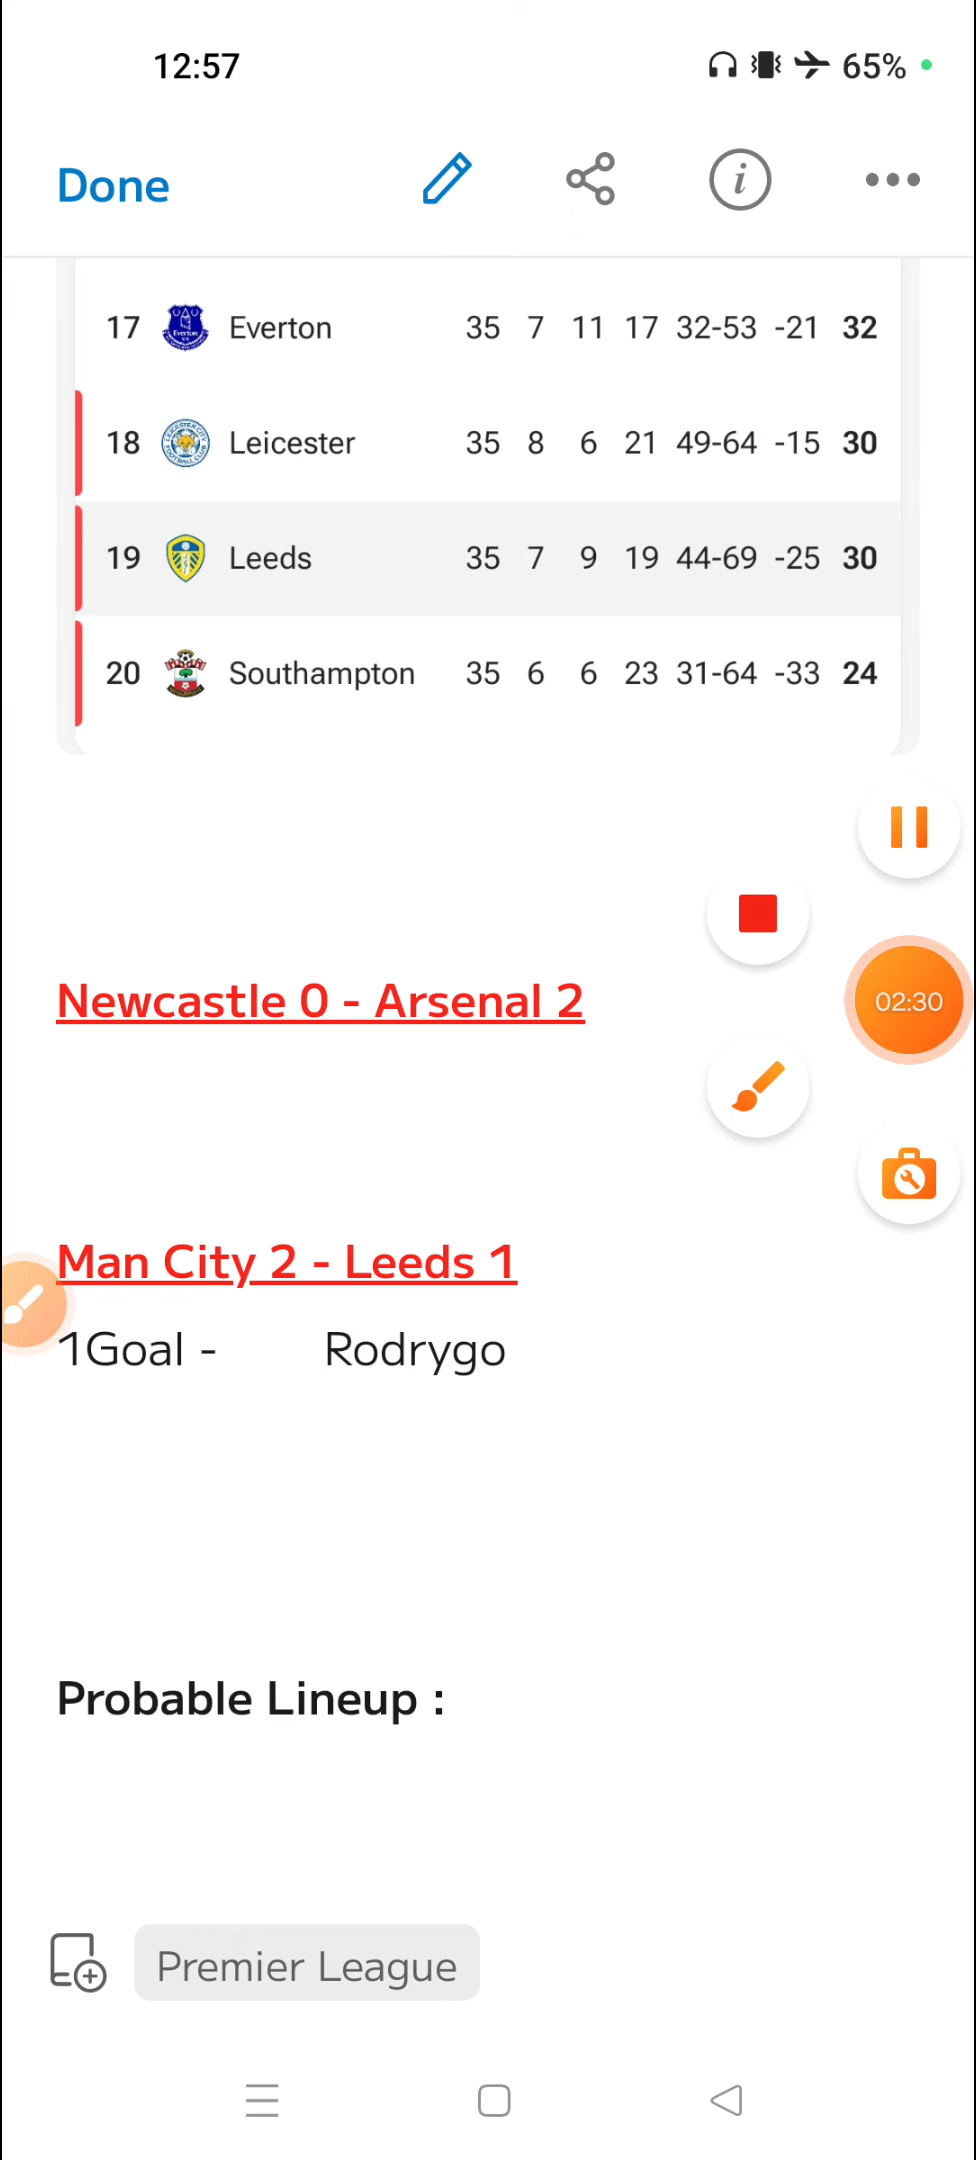 12:57 65%
Done
17 Everton 35 7 11 17 32-53 -21 32
18 Leicester 35 8 6 21 49-64 -15 30
19 Leeds 35 7 9 19 44-69 -25 30
20 Southampton 35 6 6 23 31-64 -33 24
Newcastle 0 - Arsenal 2
02:30
Man City 2 - Leeds 1
1Goal - Rodrygo
Probable Lineup :
Premier League